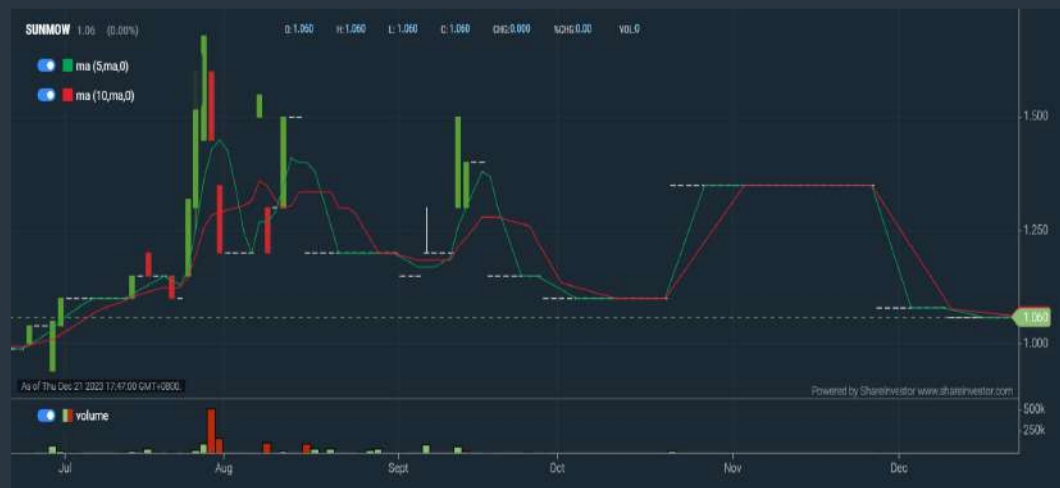 SUNMOW 1.06 (0.00%) O:1.060 H:1.060 L: 1.060 C: 1.060 CHG:0.000 %CHG:0.00 VOL:0
ma (5,ma,0)
ma (10,ma,0)
1.500
1.250
1.060
1.000
As of Thu Dec 21 2023 17:47:00 GMT+0800.
Powered by ShareInvestor www.shareinvestor.com
volume
500k
250k
Jul Aug Sept Oct Nov Dec